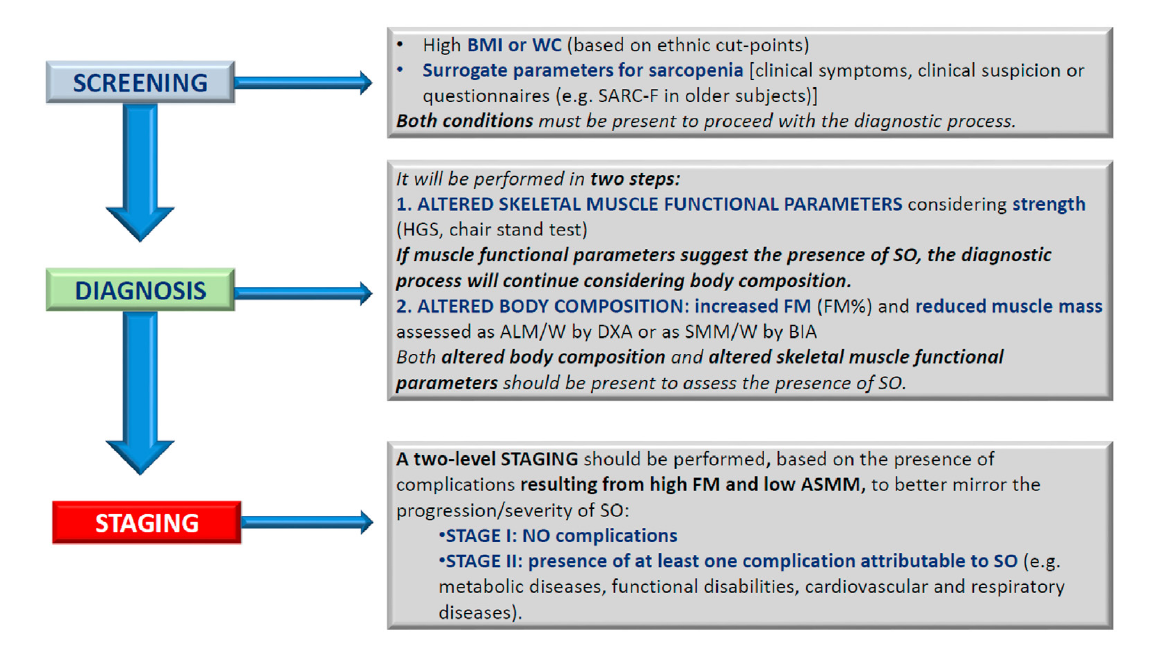 SCREENING
• High BMI or WC (based on ethnic cut-points)
• Surrogate parameters for sarcopenia [clinical symptoms, clinical suspicion or
questionnaires (e.g. SARC-F in older subjects)]
Both conditions must be present to proceed with the diagnostic process.
DIAGNOSIS
It will be performed in two steps:
1. ALTERED SKELETAL MUSCLE FUNCTIONAL PARAMETERS considering strength
(HGS, chair stand test)
If muscle functional parameters suggest the presence of SO, the diagnostic
process will continue considering body composition.
2. ALTERED BODY COMPOSITION: increased FM (FM%) and reduced muscle mass
assessed as ALM/W by DXA or as SMM/W by BIA
Both altered body composition and altered skeletal muscle functional
parameters should be present to assess the presence of SO.
STAGING
A two-level STAGING should be performed, based on the presence of
complications resulting from high FM and low ASMM, to better mirror the
progression/severity of SO:
•STAGE I: NO complications
•STAGE II: presence of at least one complication attributable to SO (e.g.
metabolic diseases, functional disabilities, cardiovascular and respiratory
diseases).